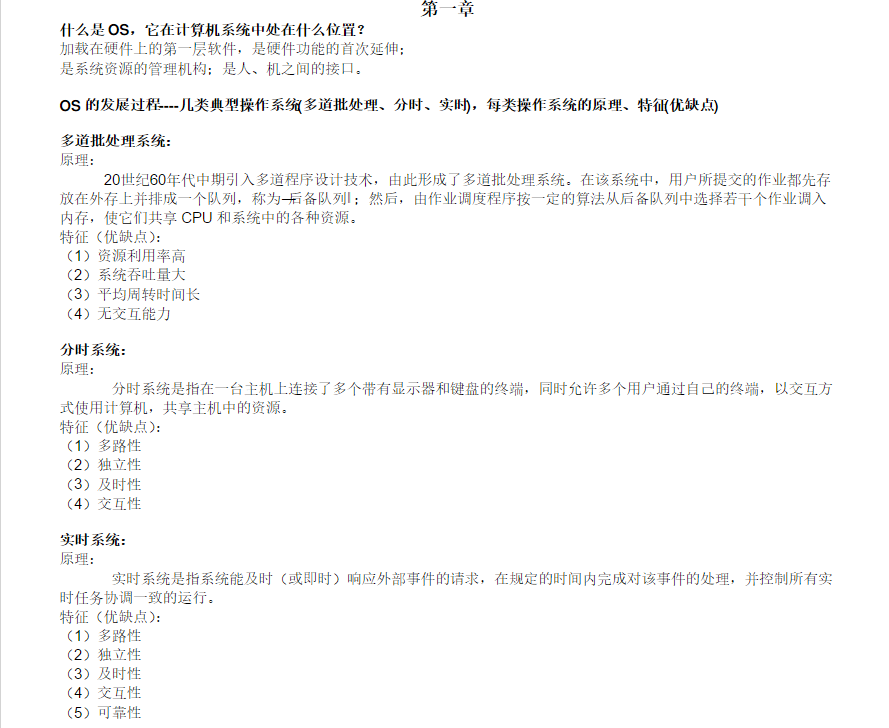 第一章
什么是 OS，它在计算机系统中处在什么位置？
加载在硬件上的第一层软件，是硬件功能的首次延伸；
是系统资源的管理机构；是人、机之间的接口。
OS 的发展过程----几类典型操作系统(多道批处理、分时、实时)，每类操作系统的原理、特征(优缺点)
多道批处理系统：
原理：
20世纪60年代中期引入多道程序设计技术，由此形成了多道批处理系统。在该系统中，用户所提交的作业都先存
放在外存上并排成一个队列，称为―后备队列‖；然后，由作业调度程序按一定的算法从后备队列中选择若干个作业调入
内存，使它们共享 CPU 和系统中的各种资源。
特征（优缺点）：
（1）资源利用率高
（2）系统吞吐量大
（3）平均周转时间长
（4）无交互能力
分时系统：
原理：
分时系统是指在一台主机上连接了多个带有显示器和键盘的终端，同时允许多个用户通过自己的终端，以交互方
式使用计算机，共享主机中的资源。
特征（优缺点）：
（1）多路性
（2）独立性
（3）及时性
（4）交互性
实时系统：
原理：
实时系统是指系统能及时（或即时）响应外部事件的请求，在规定的时间内完成对该事件的处理，并控制所有实
时任务协调一致的运行。
特征（优缺点）：
（1）多路性
（2）独立性
（3）及时性
（4）交互性
（5）可靠性